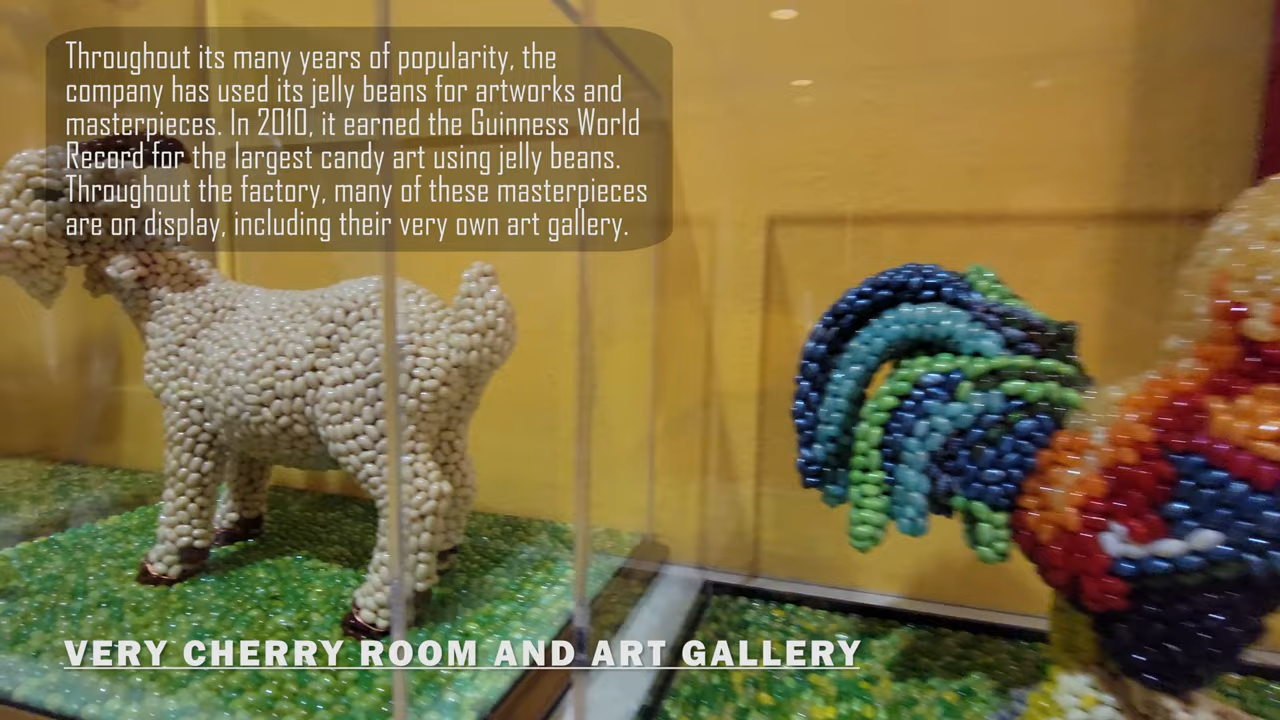 Throughout its many years of popularity, the
company has used its jelly beans for artworks and
masterpieces. In 2010, it earned the Guinness World
Record for the largest candy art using jelly beans.
Throughout the factory, many of these masterpieces
are on display, including their very own art gallery.
VERY CHERRY ROOM AND ART GALLERY